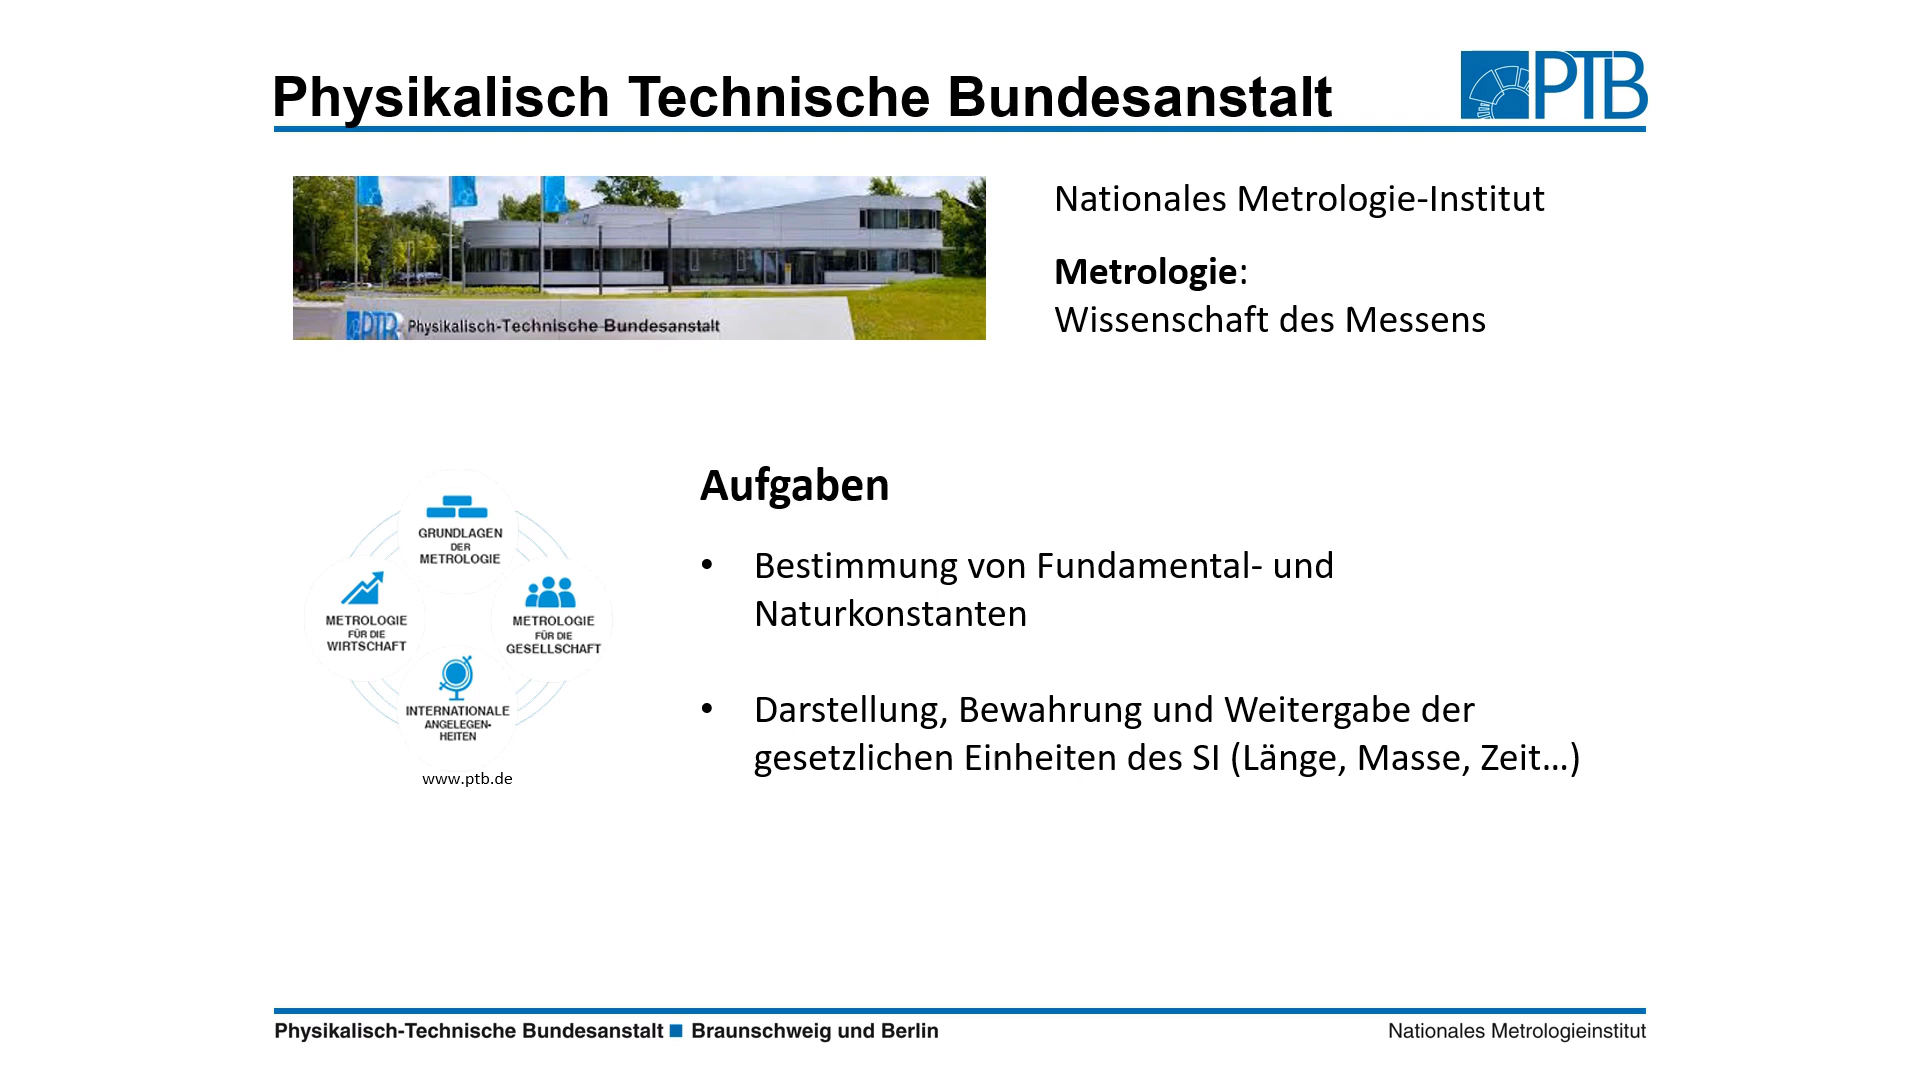 Physikalisch Technische Bundesanstalt
PTB
Nationales Metrologie-Institut
Metrologie:
Wissenschaft des Messens
PTB Physikalisch-Technische Bundesanstalt
Aufgaben
• Bestimmung von Fundamental- und
Naturkonstanten
• Darstellung, Bewahrung und Weitergabe der
gesetzlichen Einheiten des SI (Länge, Masse, Zeit...)
GRUNDLAGEN
DER
METROLOGIE
METROLOGIE
FÜR DIE
WIRTSCHAFT
METROLOGIE
FÜR DIE
GESELLSCHAFT
INTERNATIONALE
ANGELEGEN-
HEITEN
www.ptb.de
Physikalisch-Technische Bundesanstalt ■ Braunschweig und Berlin
Nationales Metrologieinstitut